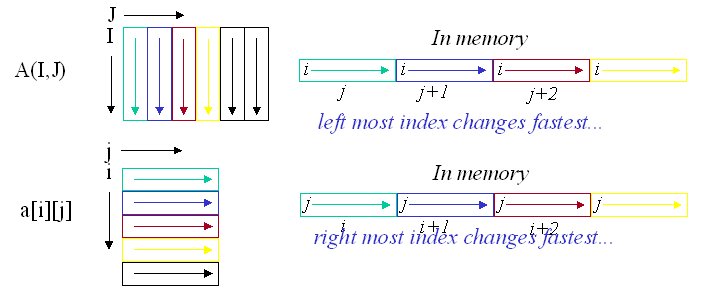 J
I
In memory
A(I,J)
i i i i
j j+1 j+2
left most index changes fastest...
j
i
In memory
a[i][j]
j j j j
i i+1 i+2
right most index changes fastest...